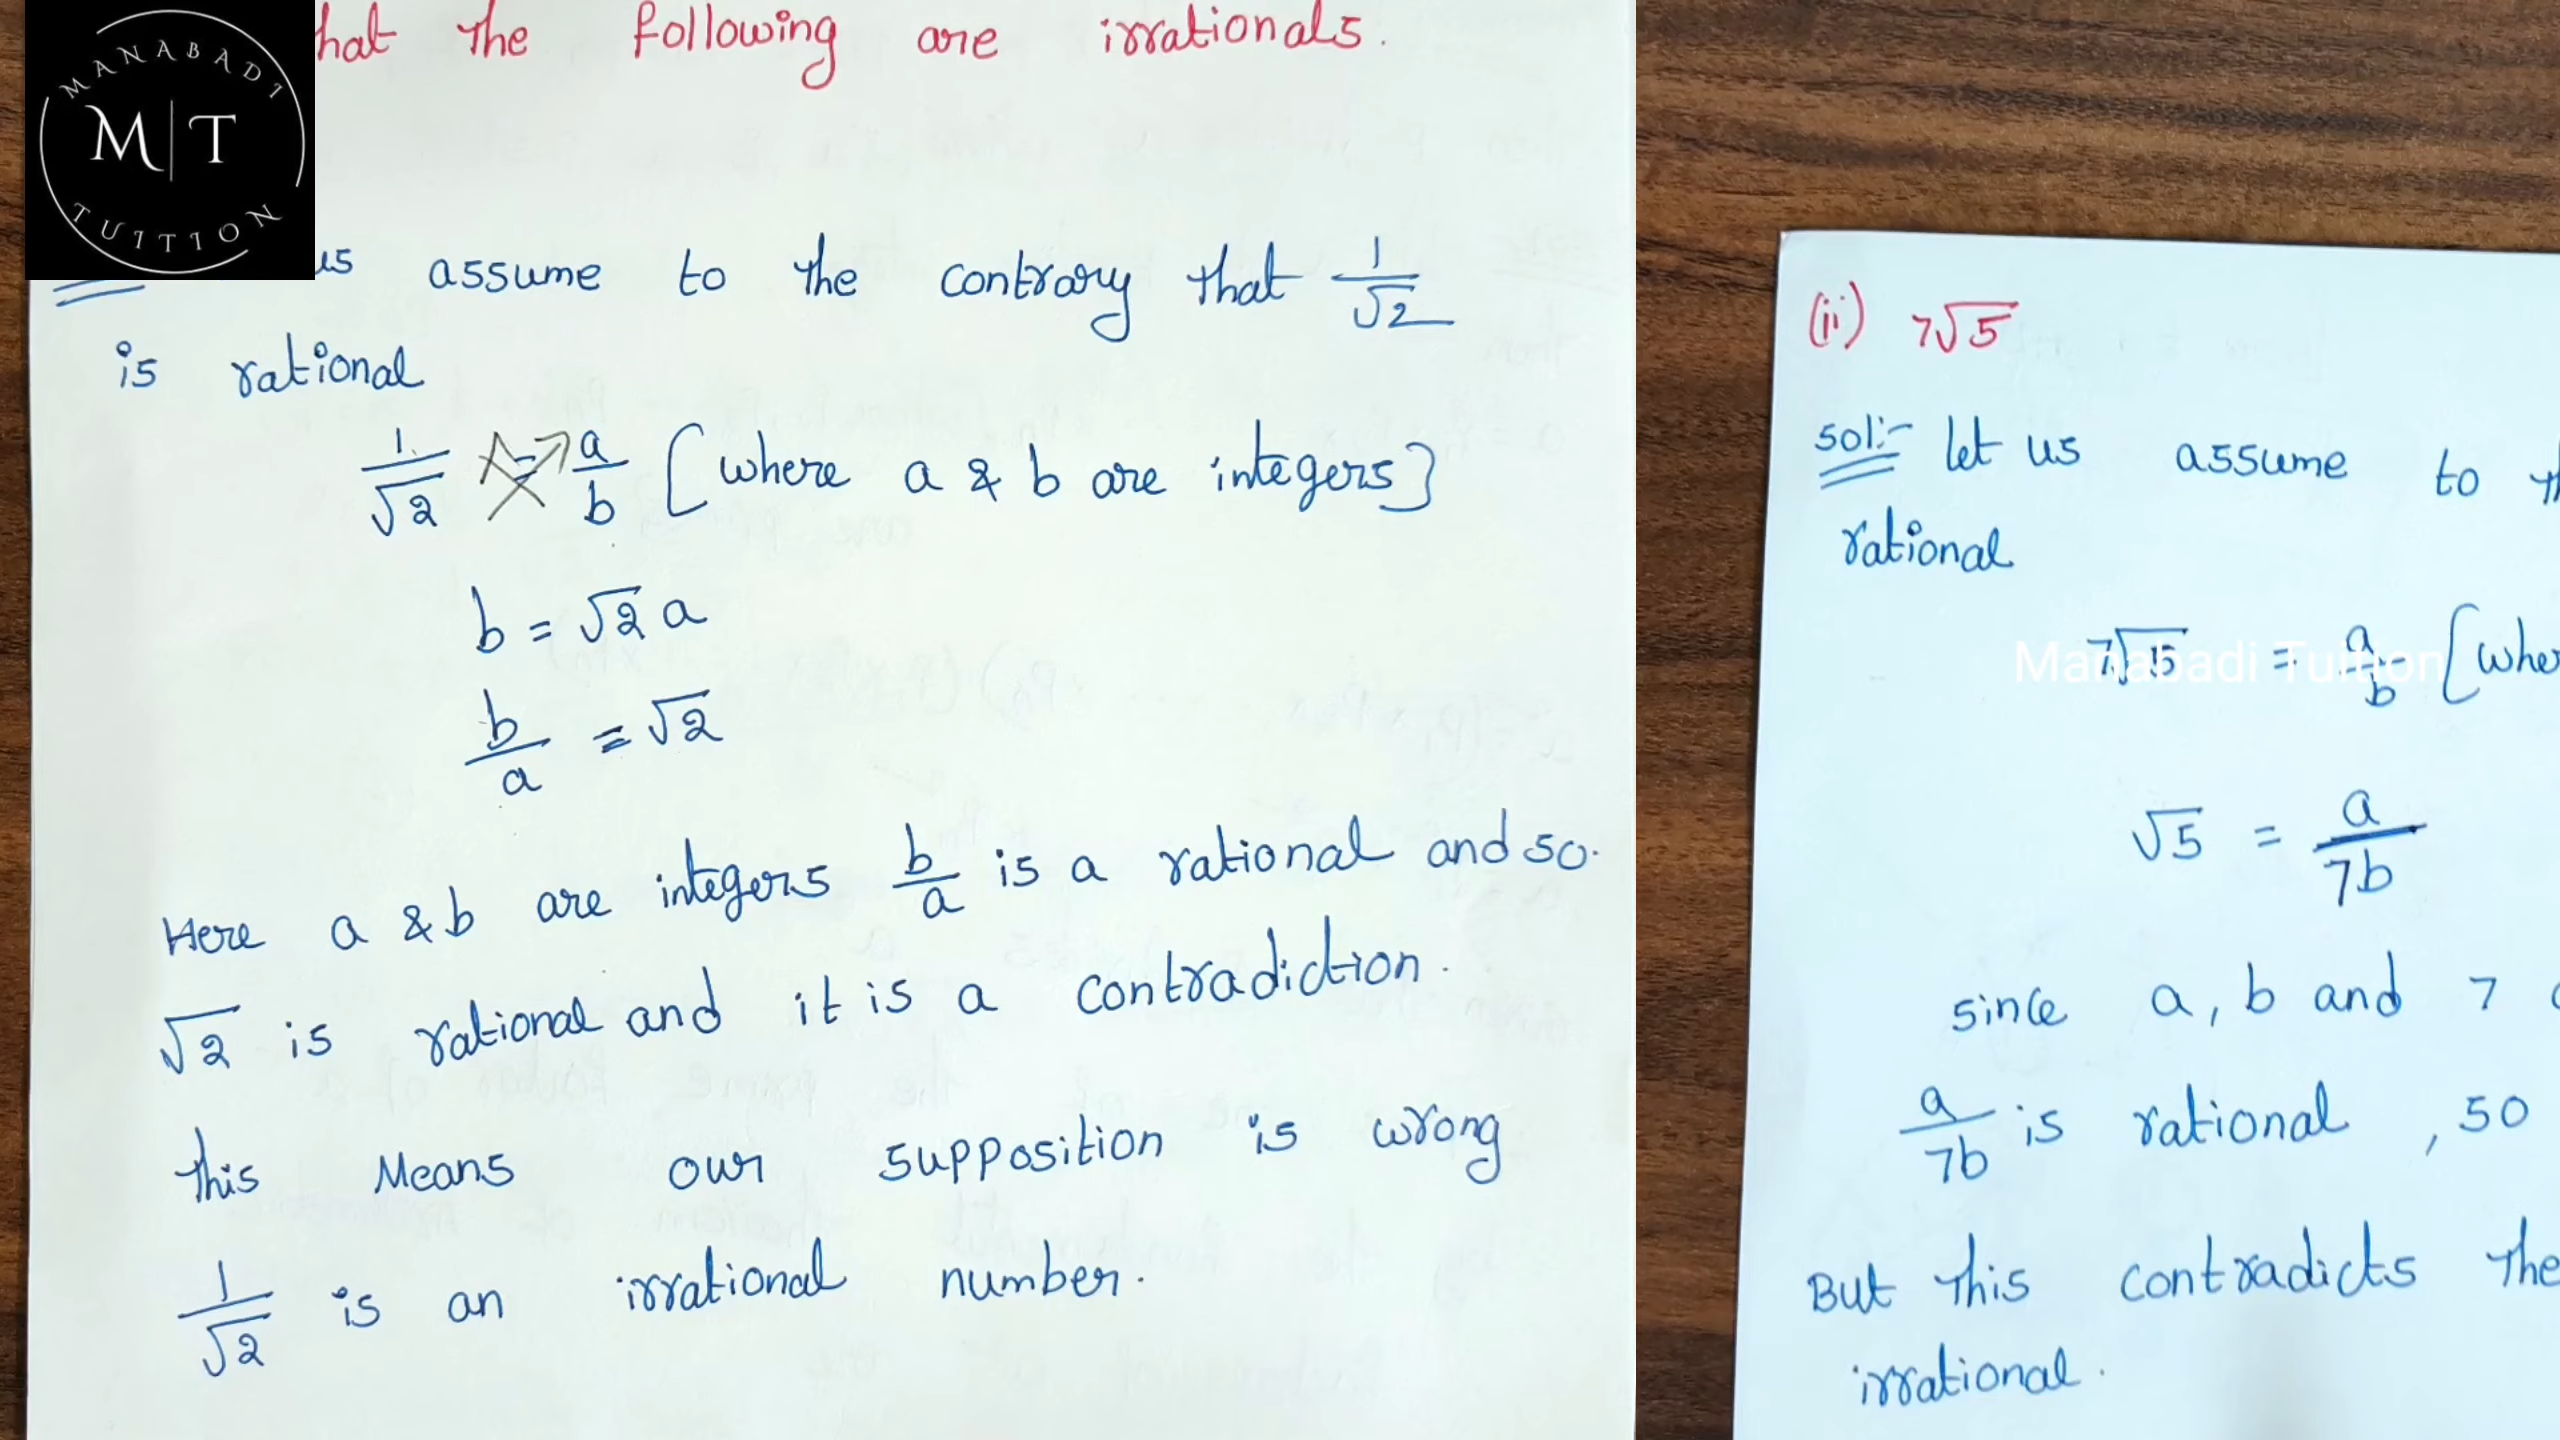 MANABADI
M|T
TUITION
hat the following are irrationals.
us assume to the contrary that 1/√2
is rational
1/√2 = a/b [where a & b are integers]
b = √2 a
b/a = √2
Here a & b are integers b/a is a rational and so.
√2 is rational and it is a contradiction.
this Means our supposition is wrong
1/√2 is an irrational number.
(ii) 7√5
sol:- let us assume to th
rational
7√5 = a/b [wher
Manabadi Tuition
√5 = a/7b
since a, b and 7
a/7b is rational, so
But this contradicts the
irrational.